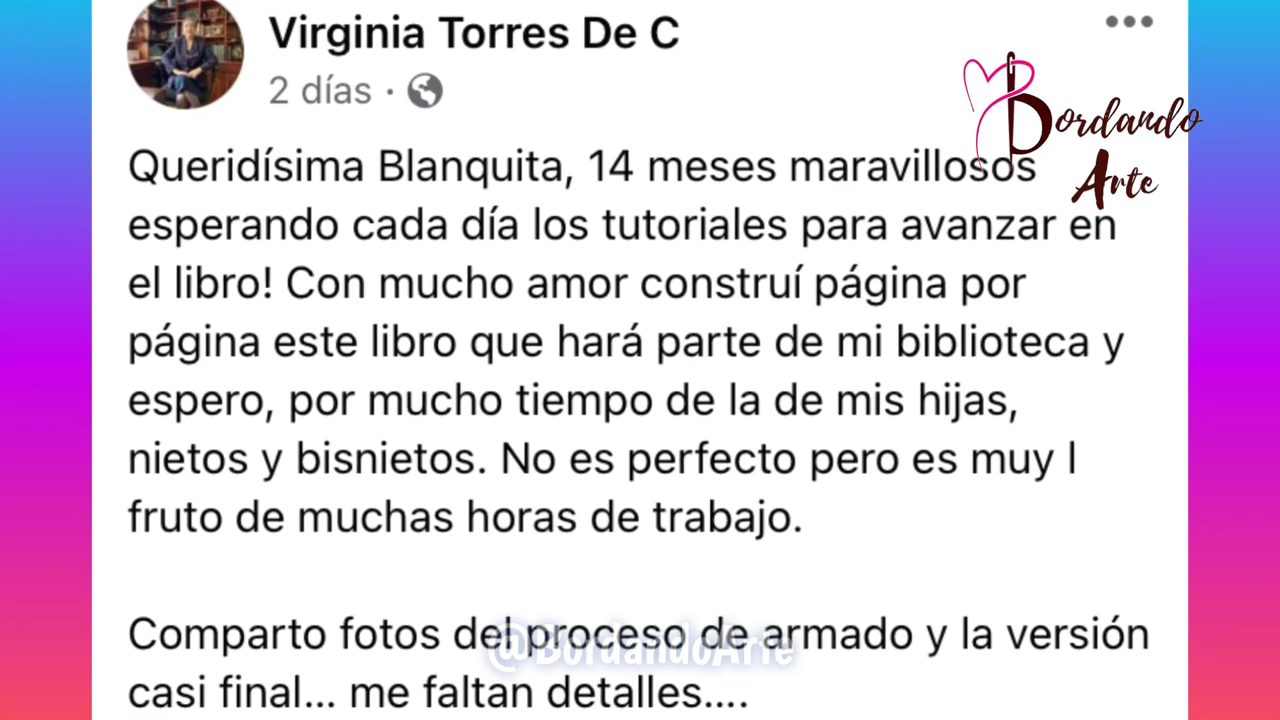 Virginia Torres De C
2 días ·
Bordando
Arte
Queridísima Blanquita, 14 meses maravillosos
esperando cada día los tutoriales para avanzar en
el libro! Con mucho amor construí página por
página este libro que hará parte de mi biblioteca y
espero, por mucho tiempo de la de mis hijas,
nietos y bisnietos. No es perfecto pero es muy l
fruto de muchas horas de trabajo.
Comparto fotos del proceso de armado y la versión
@BordandoArte
casi final... me faltan detalles....